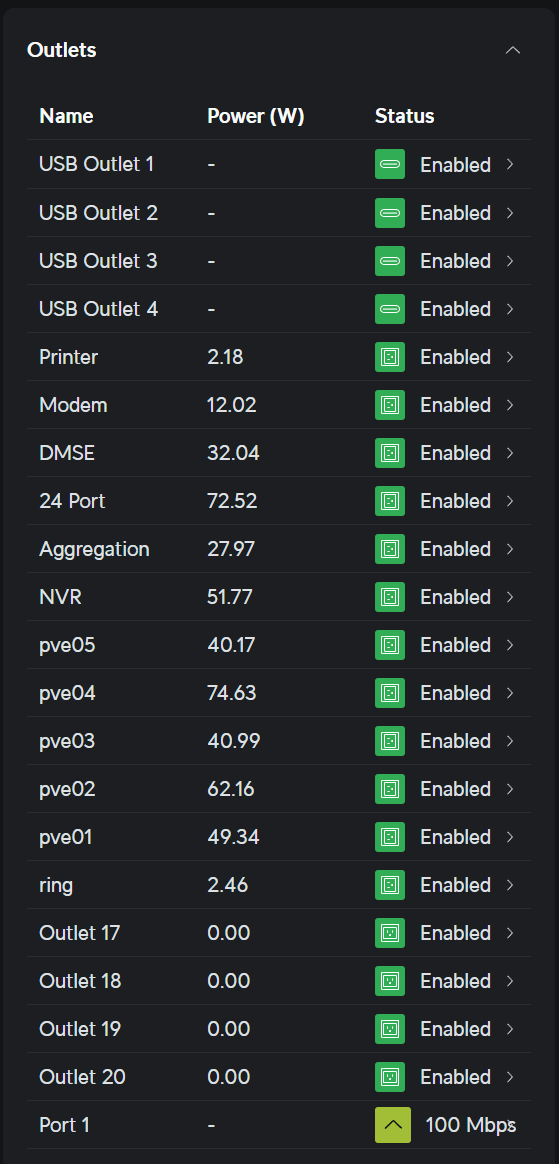 Outlets
Name Power (W) Status
USB Outlet 1 - Enabled
USB Outlet 2 - Enabled
USB Outlet 3 - Enabled
USB Outlet 4 - Enabled
Printer 2.18 Enabled
Modem 12.02 Enabled
DMSE 32.04 Enabled
24 Port 72.52 Enabled
Aggregation 27.97 Enabled
NVR 51.77 Enabled
pve05 40.17 Enabled
pve04 74.63 Enabled
pve03 40.99 Enabled
pve02 62.16 Enabled
pve01 49.34 Enabled
ring 2.46 Enabled
Outlet 17 0.00 Enabled
Outlet 18 0.00 Enabled
Outlet 19 0.00 Enabled
Outlet 20 0.00 Enabled
Port 1 - 100 Mbps